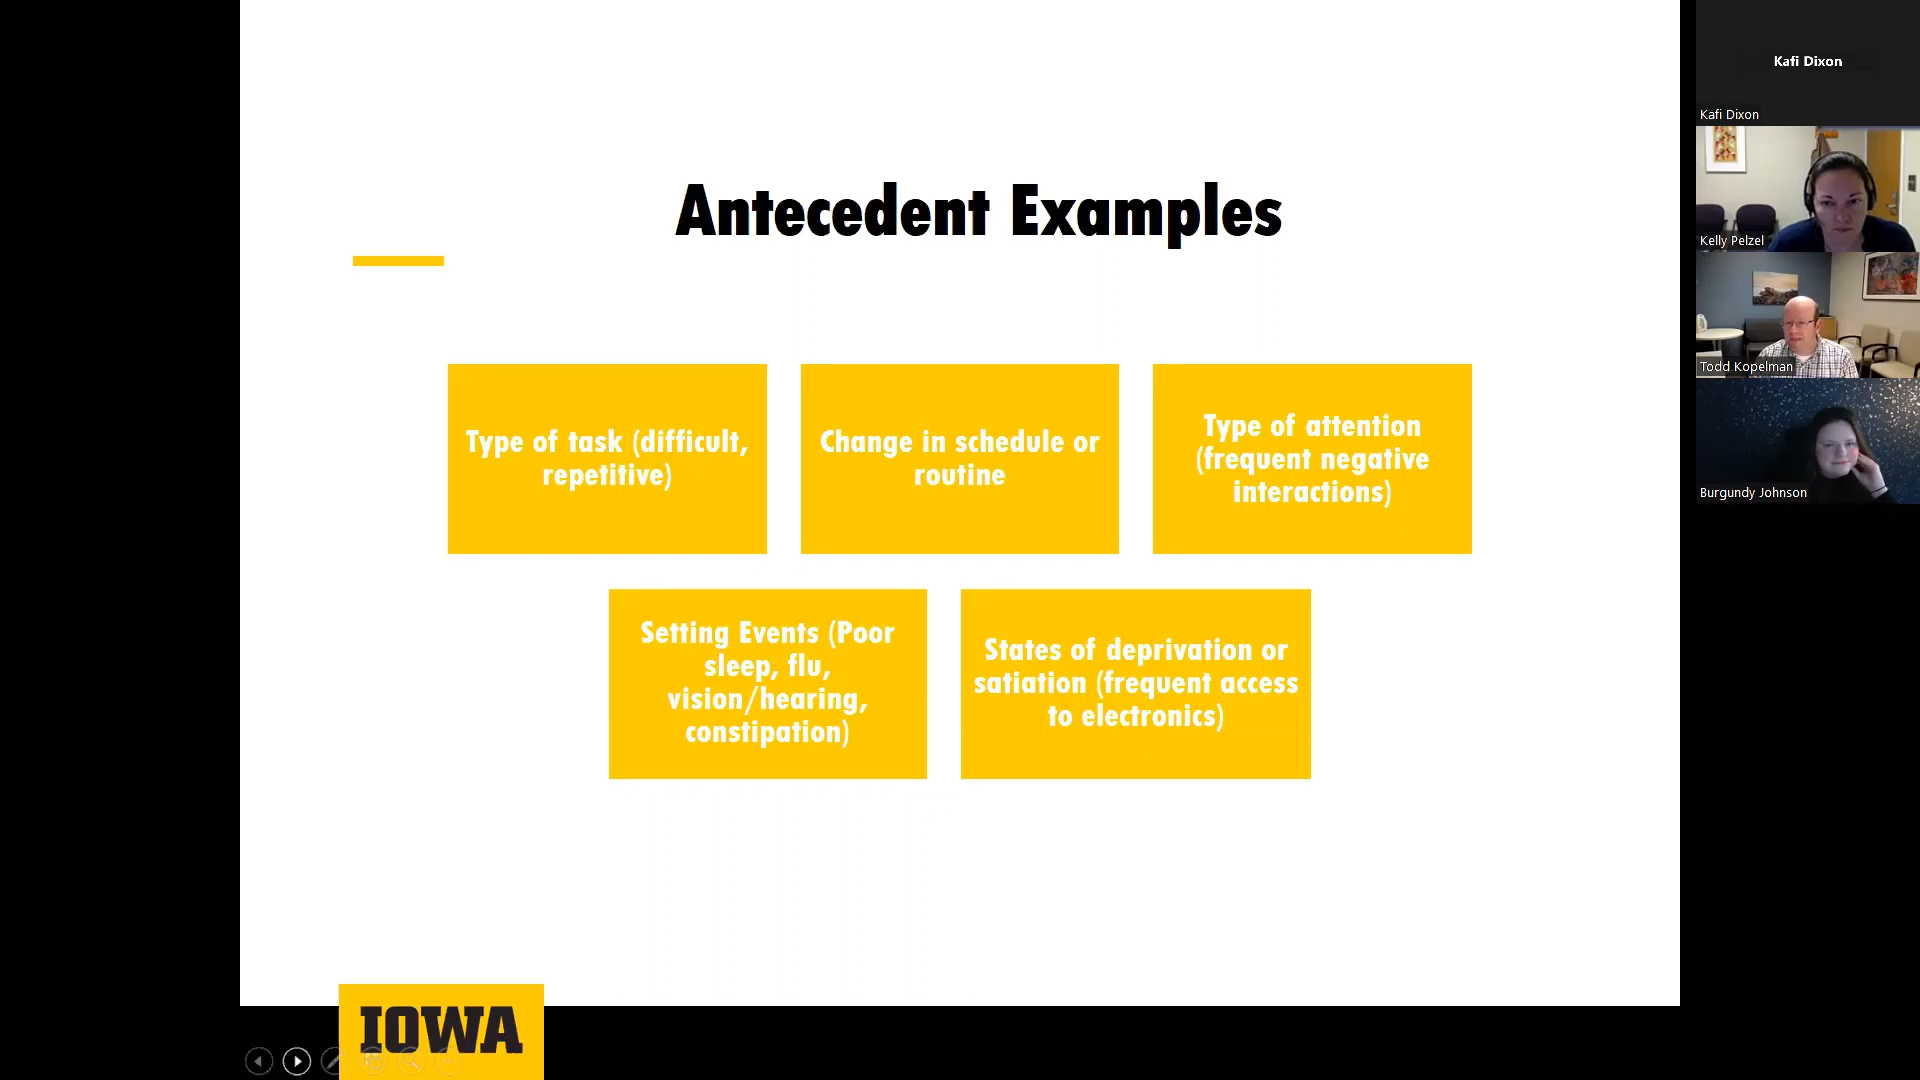 Antecedent Examples
Type of task (difficult,
repetitive)
Change in schedule or
routine
Type of attention
(frequent negative
interactions)
Setting Events (Poor
sleep, flu,
vision/hearing,
constipation)
States of deprivation or
satiation (frequent access
to electronics)
IOWA
Kafi Dixon
Kafi Dixon
Kelly Pelzel
Todd Kopelman
Burgundy Johnson